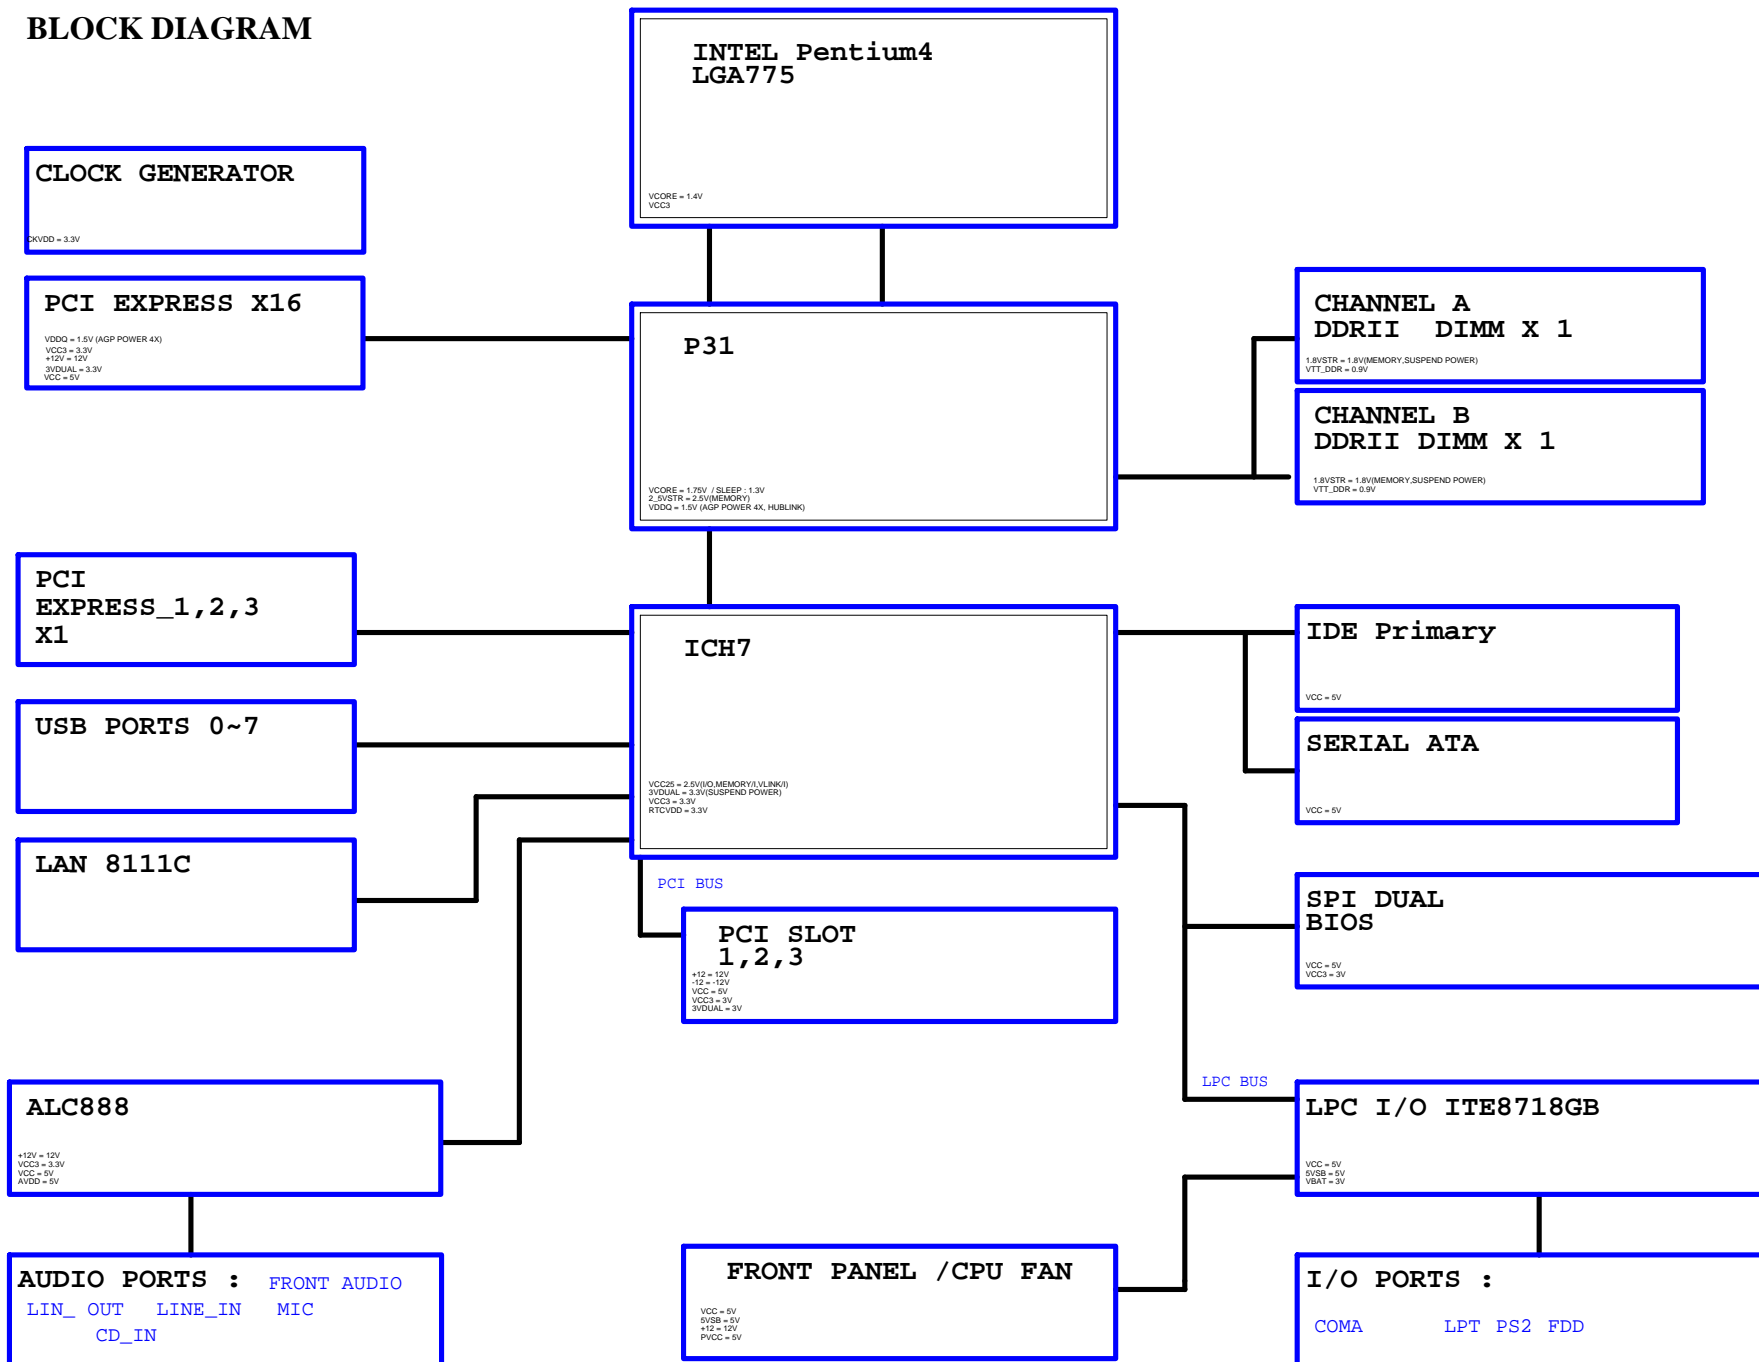 BLOCK DIAGRAM
INTEL Pentium4
LGA775
VCORE = 1.4V
VCC3
CLOCK GENERATOR
CKVDD = 3.3V
PCI EXPRESS X16
VDDQ = 1.5V (AGP POWER 4X)
VCC3 = 3.3V
+12V = 12V
3VDUAL = 3.3V
VCC = 5V
P31
VCORE = 1.75V / SLEEP : 1.3V
2_5VSTR = 2.5V(MEMORY)
VDDQ = 1.5V (AGP POWER 4X, HUBLINK)
CHANNEL A
DDRII DIMM X 1
1.8VSTR = 1.8V(MEMORY,SUSPEND POWER)
VTT_DDR = 0.9V
CHANNEL B
DDRII DIMM X 1
1.8VSTR = 1.8V(MEMORY,SUSPEND POWER)
VTT_DDR = 0.9V
PCI
EXPRESS_1,2,3
X1
ICH7
VCC25 = 2.5V(I/O,MEMORY/I,VLINK/I)
3VDUAL = 3.3V(SUSPEND POWER)
VCC3 = 3.3V
RTCVDD = 3.3V
IDE Primary
VCC = 5V
USB PORTS 0~7
SERIAL ATA
VCC = 5V
LAN 8111C
PCI BUS
PCI SLOT
1,2,3
+12 = 12V
-12 = -12V
VCC = 5V
VCC3 = 3V
3VDUAL = 3V
SPI DUAL
BIOS
VCC = 5V
VCC3 = 3V
ALC888
+12V = 12V
VCC3 = 3.3V
VCC = 5V
AVDD = 5V
LPC BUS
LPC I/O ITE8718GB
VCC = 5V
5VSB = 5V
VBAT = 3V
AUDIO PORTS : FRONT AUDIO
LIN_ OUT LINE_IN MIC
CD_IN
FRONT PANEL /CPU FAN
VCC = 5V
5VSB = 5V
+12 = 12V
PVCC = 5V
I/O PORTS :
COMA LPT PS2 FDD